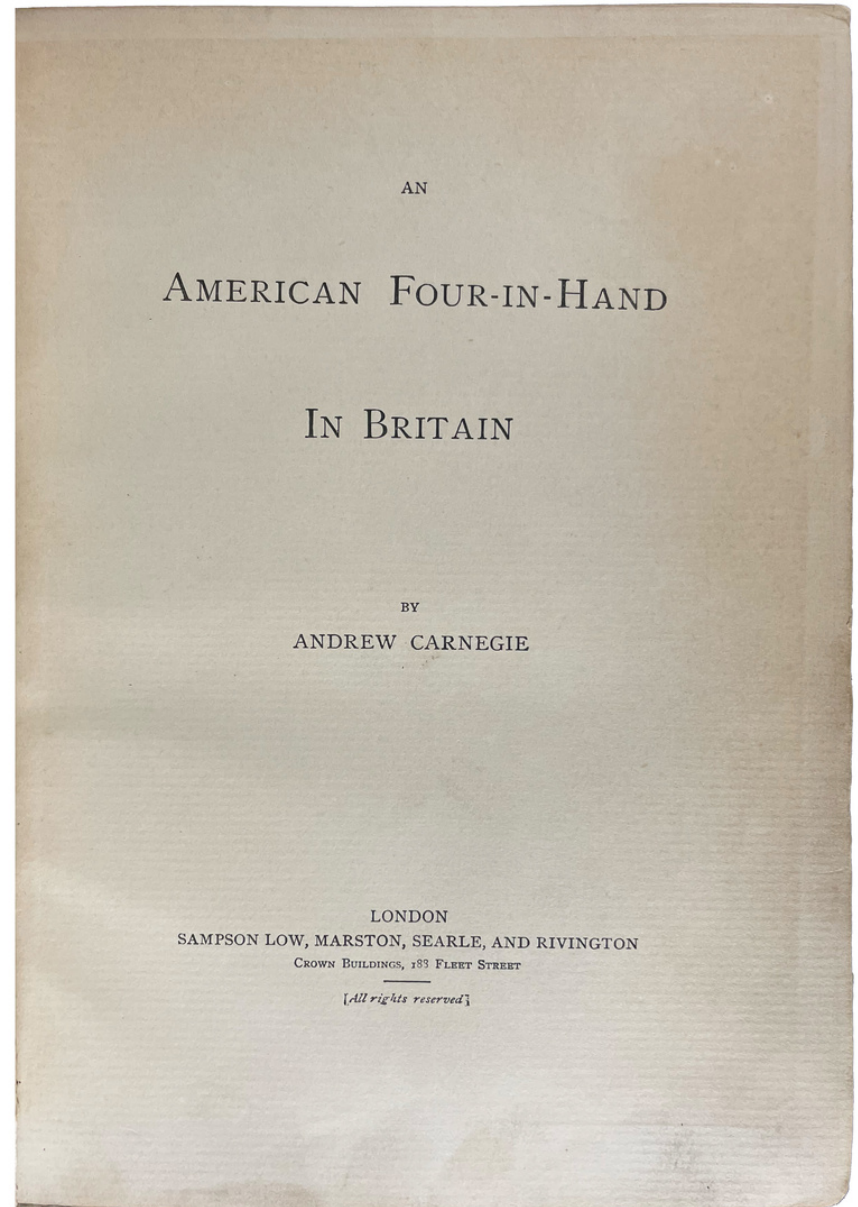 AN
AMERICAN FOUR-IN-HAND
IN BRITAIN
BY
ANDREW CARNEGIE
LONDON
SAMPSON LOW, MARSTON, SEARLE, AND RIVINGTON
CROWN BUILDINGS, 188 FLEET STREET
[All rights reserved]